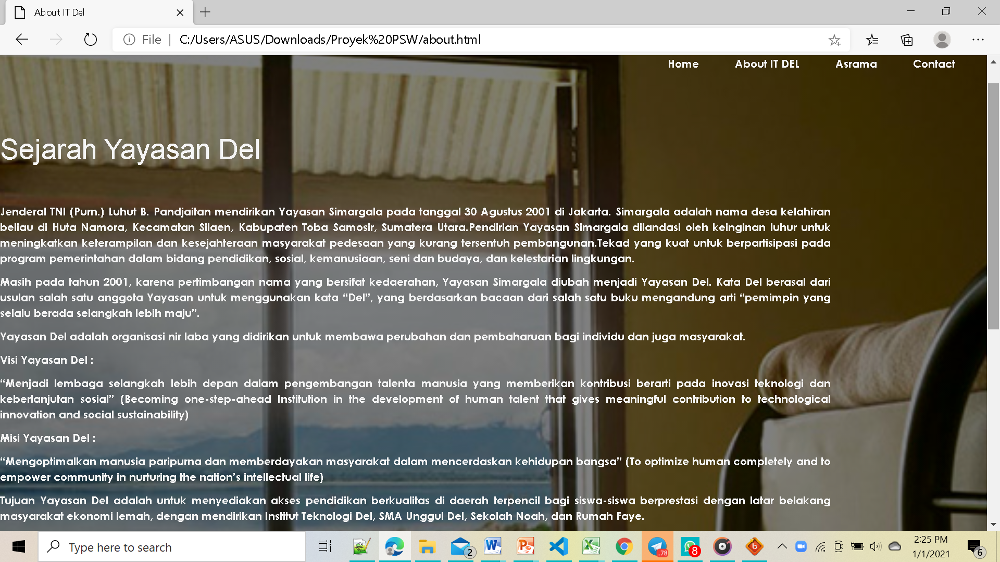 About IT Del
File
C:/Users/ASUS/Downloads/Proyek%20PSW/about.html
Home About IT DEL Asrama Contact
Sejarah Yayasan Del
Jenderal TNI (Purn.) Luhut B. Pandjaitan mendirikan Yayasan Simargala pada tanggal 30 Agustus 2001 di Jakarta. Simargala adalah nama desa kelahiran
beliau di Huta Namora, Kecamatan Silaen, Kabupaten Toba Samosir, Sumatera Utara.Pendirian Yayasan Simargala dilandasi oleh keinginan luhur untuk
meningkatkan keterampilan dan kesejahteraan masyarakat pedesaan yang kurang tersentuh pembangunan.Tekad yang kuat untuk berpartisipasi pada
program pemerintahan dalam bidang pendidikan, sosial, kemanusiaan, seni dan budaya, dan kelestarian lingkungan.
Masih pada tahun 2001, karena pertimbangan nama yang bersifat kedaerahan, Yayasan Simargala diubah menjadi Yayasan Del. Kata Del berasal dari
usulan salah satu anggota Yayasan untuk menggunakan kata “Del”, yang berdasarkan bacaan dari salah satu buku mengandung arti “pemimpin yang
selalu berada selangkah lebih maju”.
Yayasan Del adalah organisasi nir laba yang didirikan untuk membawa perubahan dan pembaharuan bagi individu dan juga masyarakat.
Visi Yayasan Del :
“Menjadi lembaga selangkah lebih depan dalam pengembangan talenta manusia yang memberikan kontribusi berarti pada inovasi teknologi dan
keberlanjutan sosial” (Becoming one-step-ahead Institution in the development of human talent that gives meaningful contribution to technological
innovation and social sustainability)
Misi Yayasan Del :
“Mengoptimalkan manusia paripurna dan memberdayakan masyarakat dalam mencerdaskan kehidupan bangsa” (To optimize human completely and to
empower community in nurturing the nation’s intellectual life)
Tujuan Yayasan Del adalah untuk menyediakan akses pendidikan berkualitas di daerah terpencil bagi siswa-siswa berprestasi dengan latar belakang
masyarakat ekonomi lemah, dengan mendirikan Institut Teknologi Del, SMA Unggul Del, Sekolah Noah, dan Rumah Faye.
Type here to search
2
..78
8
2:25 PM
1/1/2021
6